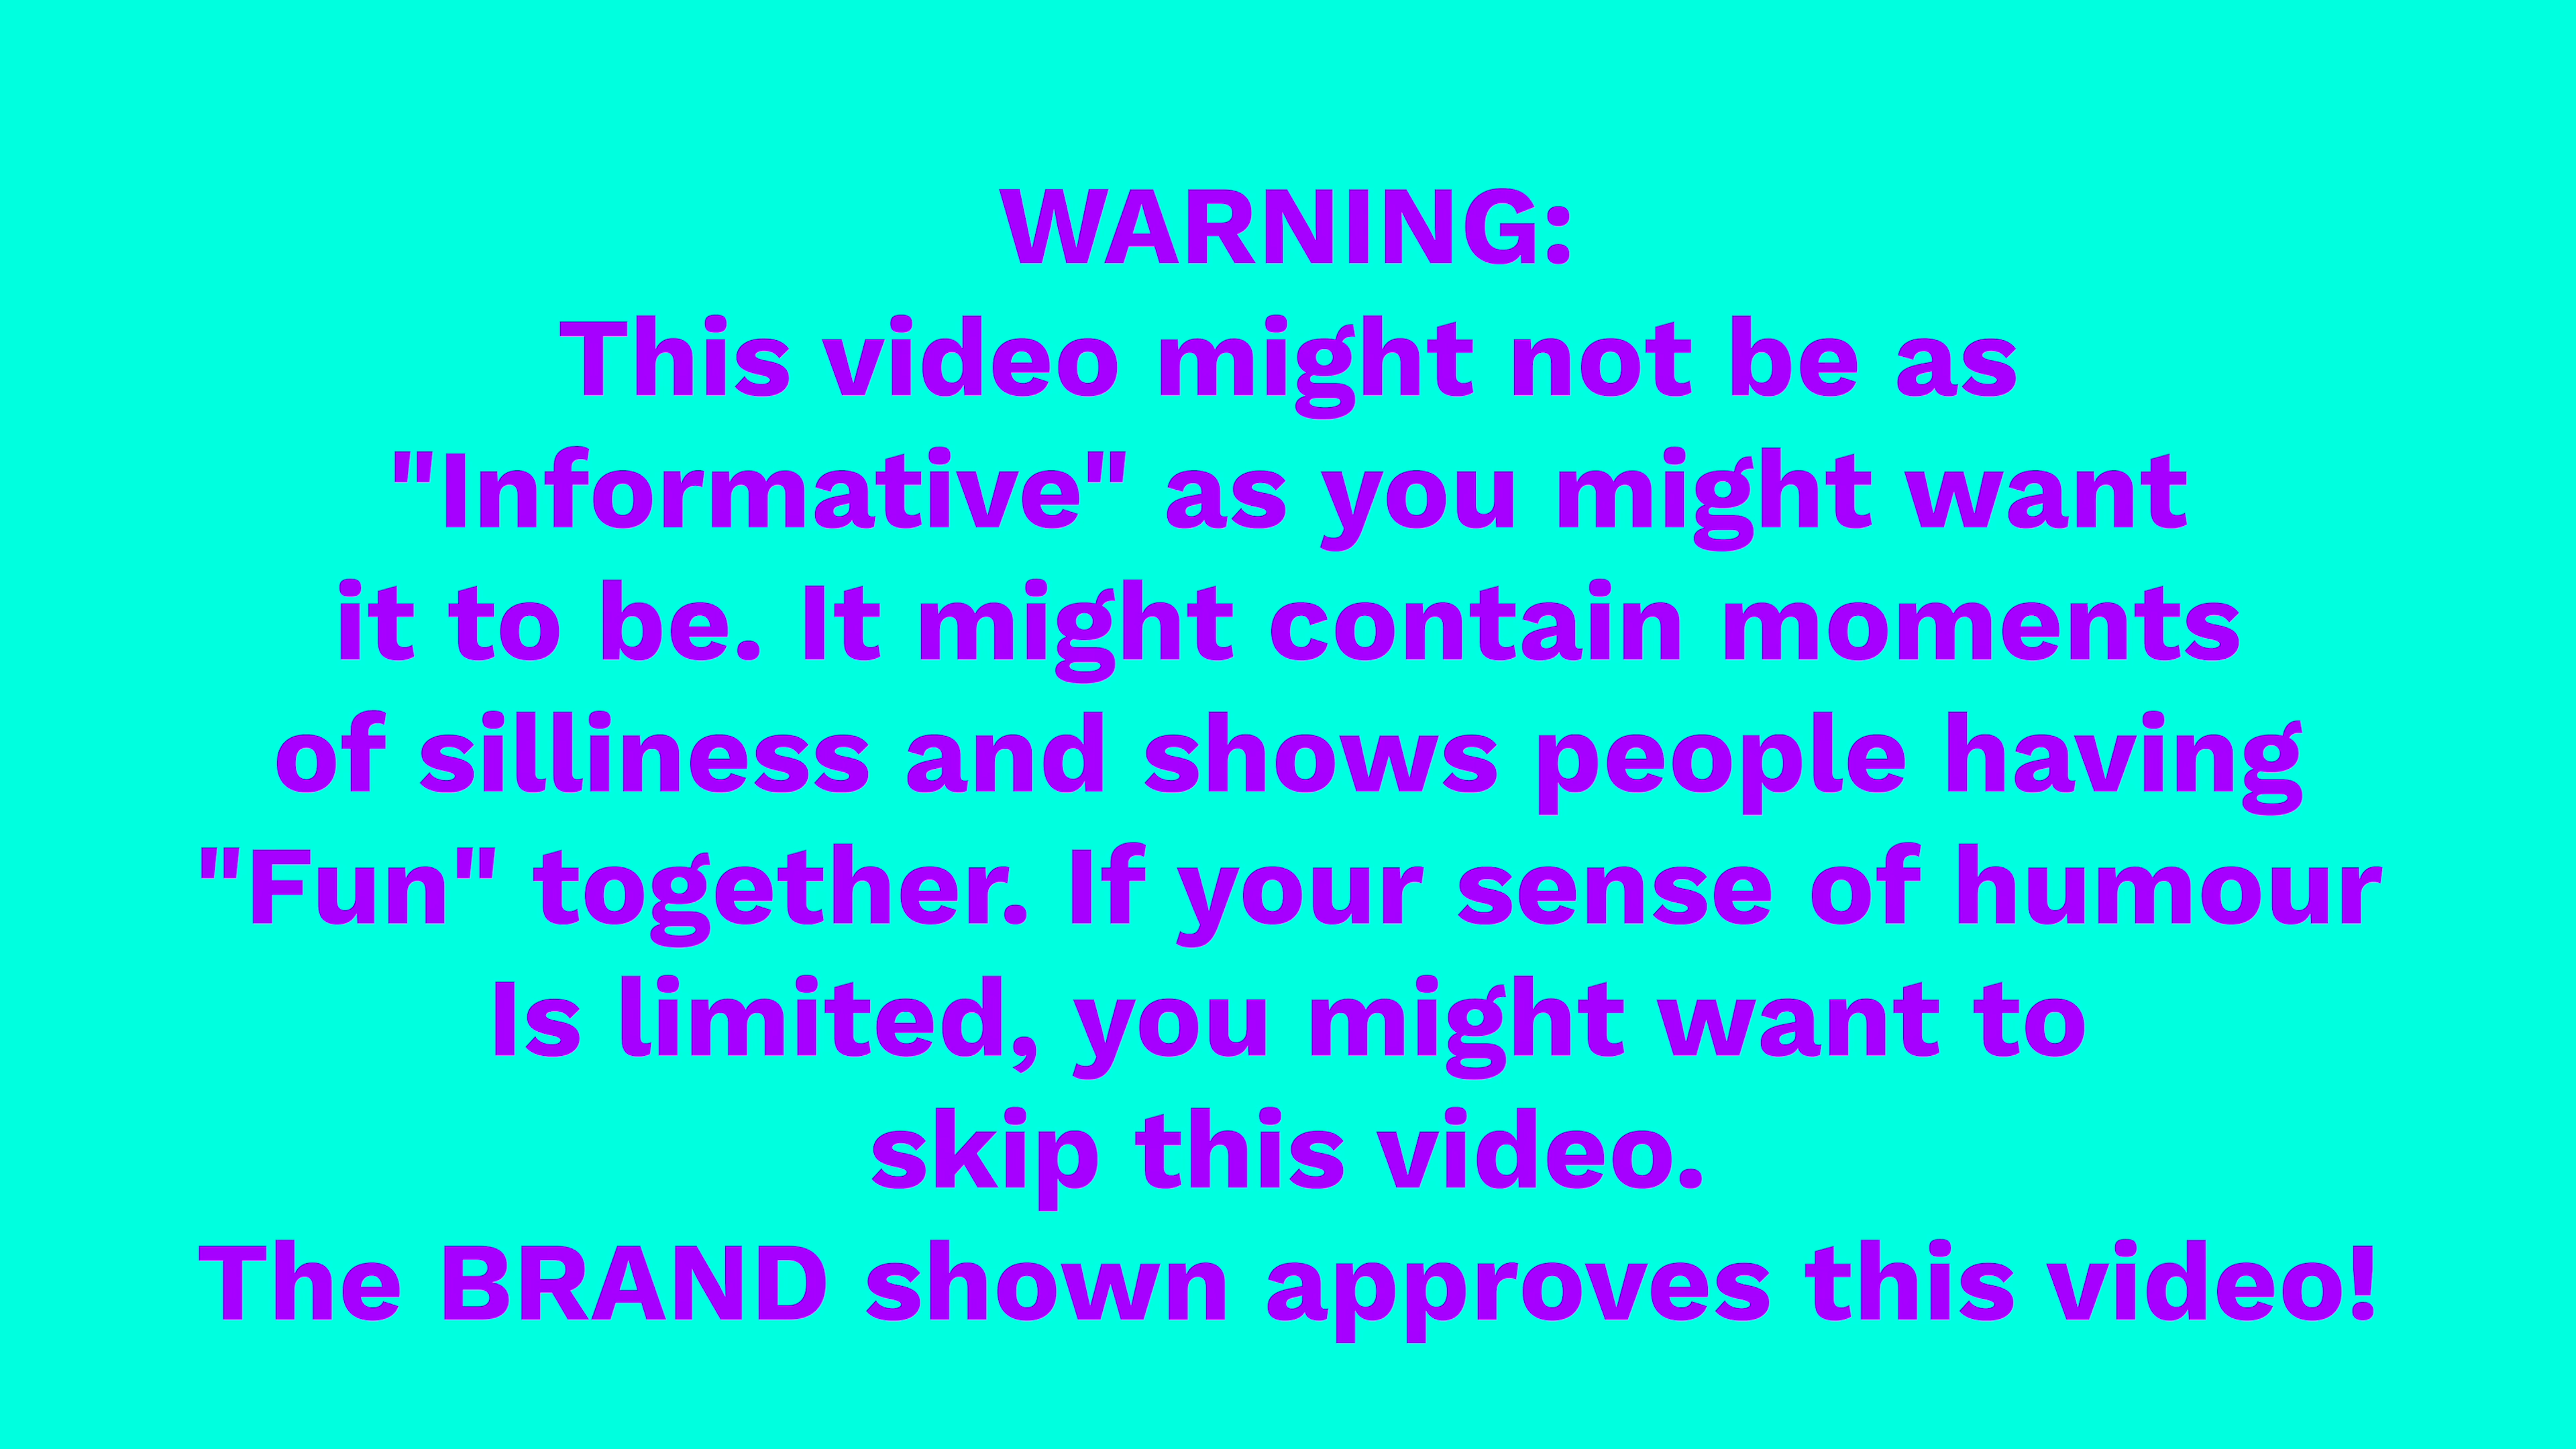 WARNING:
This video might not be as
"Informative" as you might want
it to be. It might contain moments
of silliness and shows people having
"Fun" together. If your sense of humour
Is limited, you might want to
skip this video.
The BRAND shown approves this video!